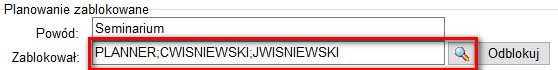 Planowanie zablokowane
Powód: Seminarium
Zablokował: PLANNER;CWISNIEWSKI;JWISNIEWSKI Odblokuj